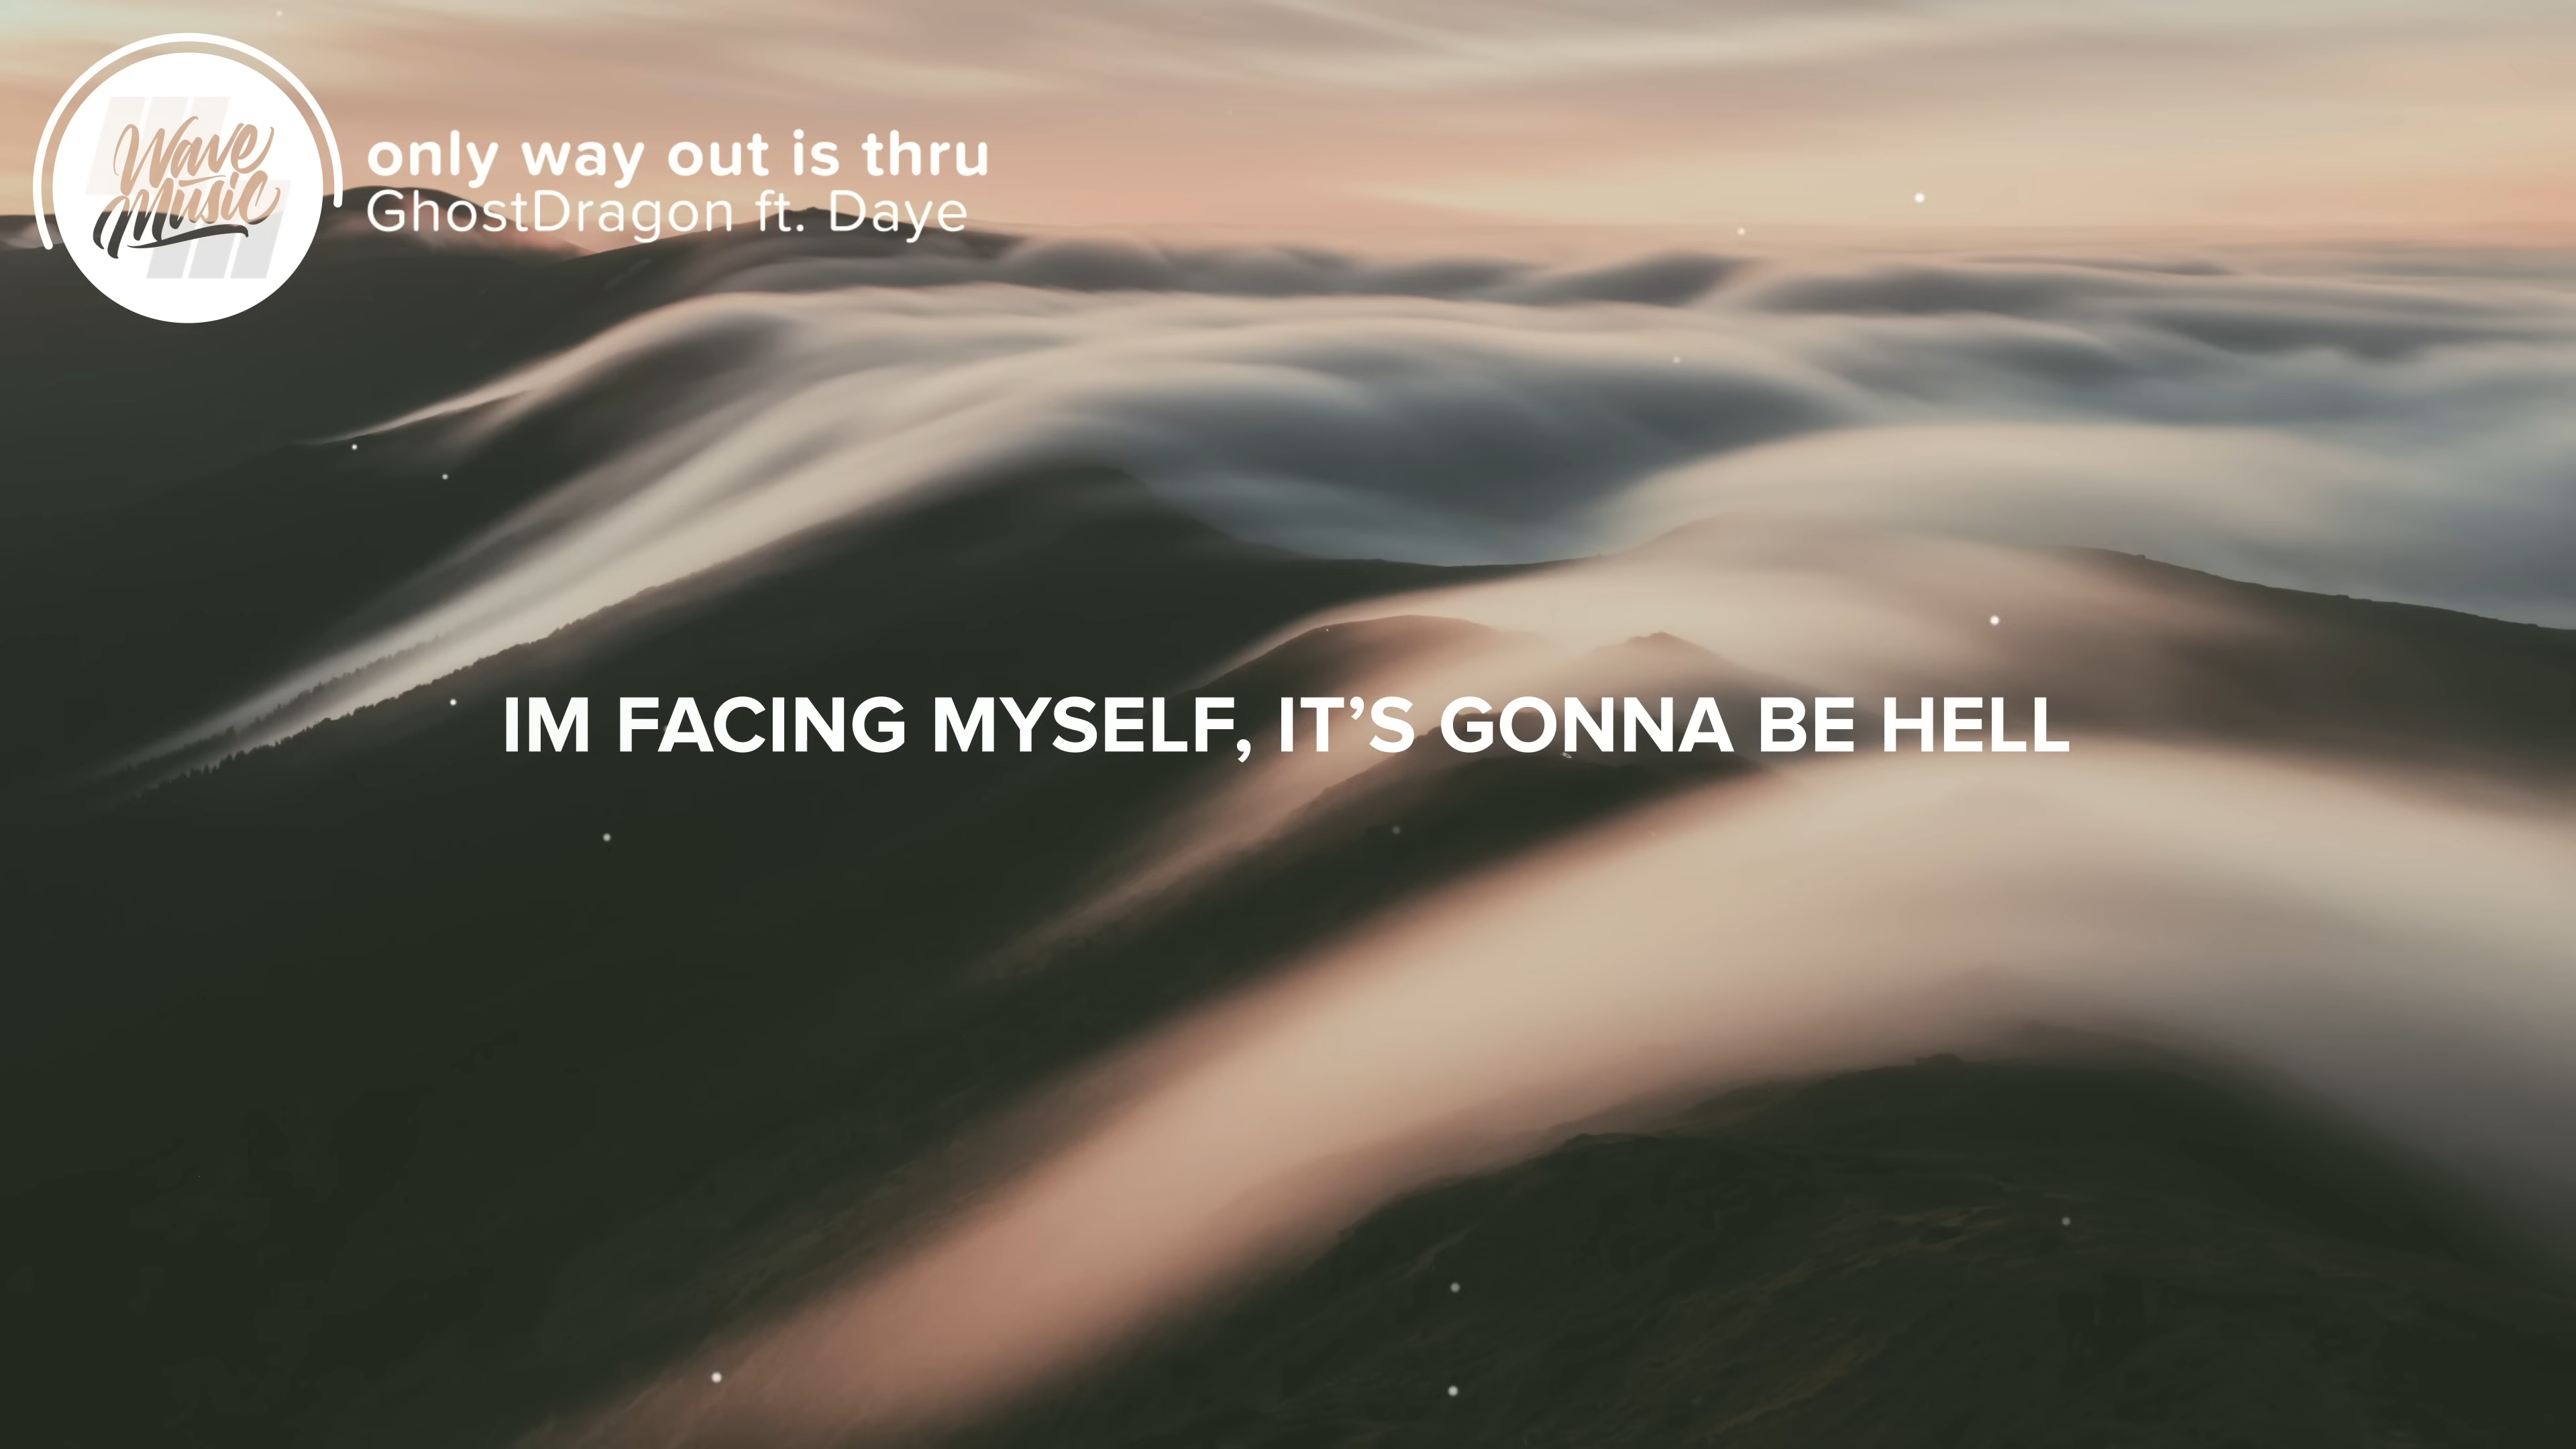 Wave
Music
only way out is thru
GhostDragon ft. Daye
IM FACING MYSELF, IT’S GONNA BE HELL